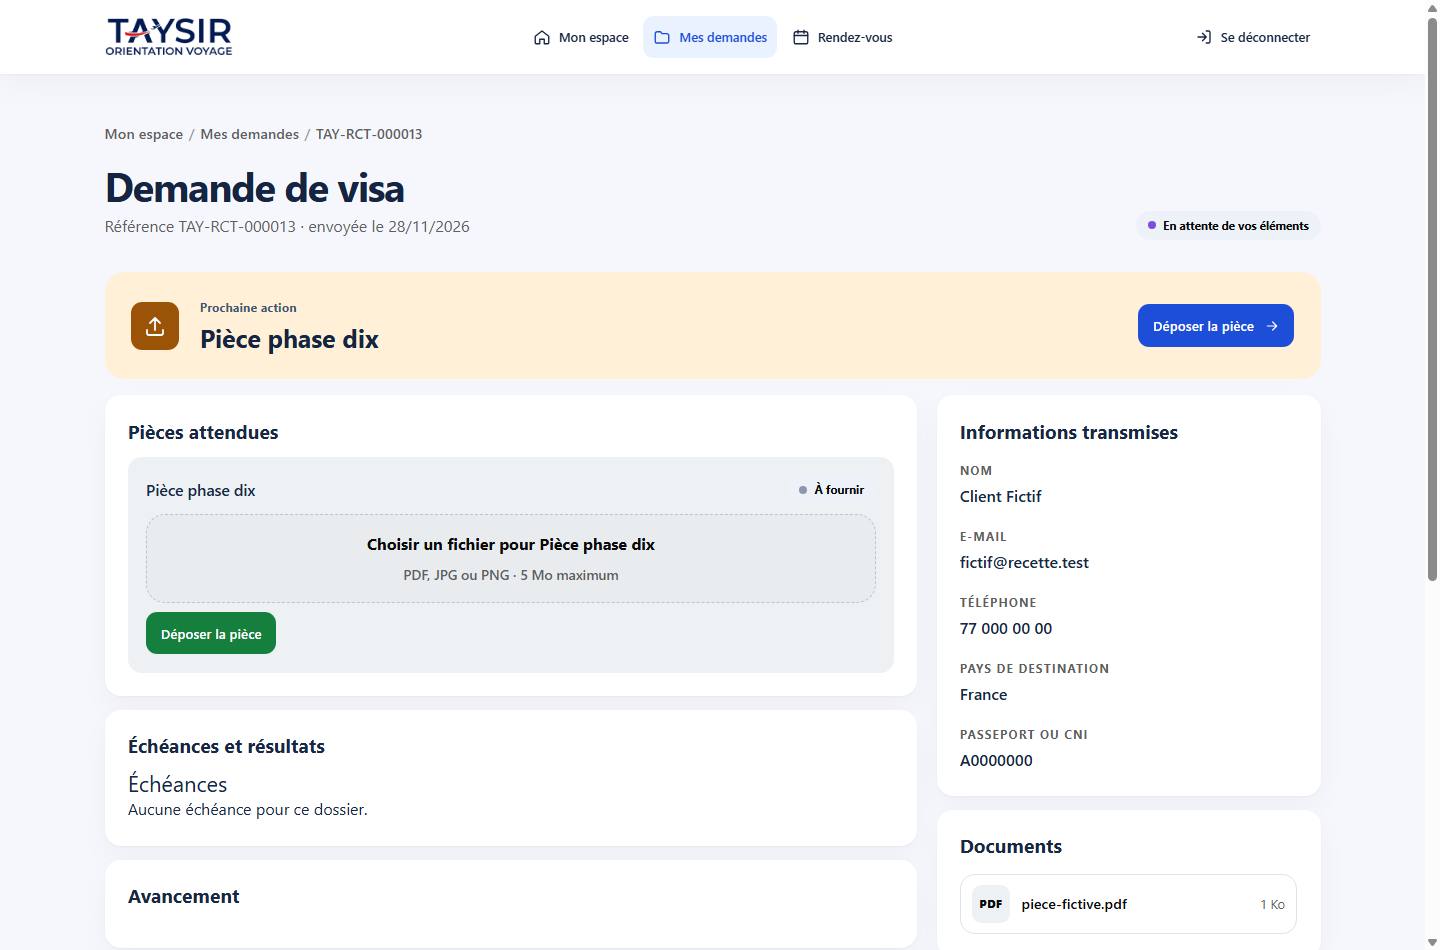 TAYSIR
ORIENTATION VOYAGE
Mon espace
Mes demandes
Rendez-vous
Se déconnecter
Mon espace / Mes demandes / TAY-RCT-000013
Demande de visa
Référence TAY-RCT-000013 · envoyée le 28/11/2026
En attente de vos éléments
Prochaine action
Pièce phase dix
Déposer la pièce
Pièces attendues
Pièce phase dix
À fournir
Choisir un fichier pour Pièce phase dix
PDF, JPG ou PNG · 5 Mo maximum
Déposer la pièce
Échéances et résultats
Échéances
Aucune échéance pour ce dossier.
Avancement
Informations transmises
NOM
Client Fictif
E-MAIL
fictif@recette.test
TÉLÉPHONE
77 000 00 00
PAYS DE DESTINATION
France
PASSEPORT OU CNI
A0000000
Documents
PDF
piece-fictive.pdf
1 Ko